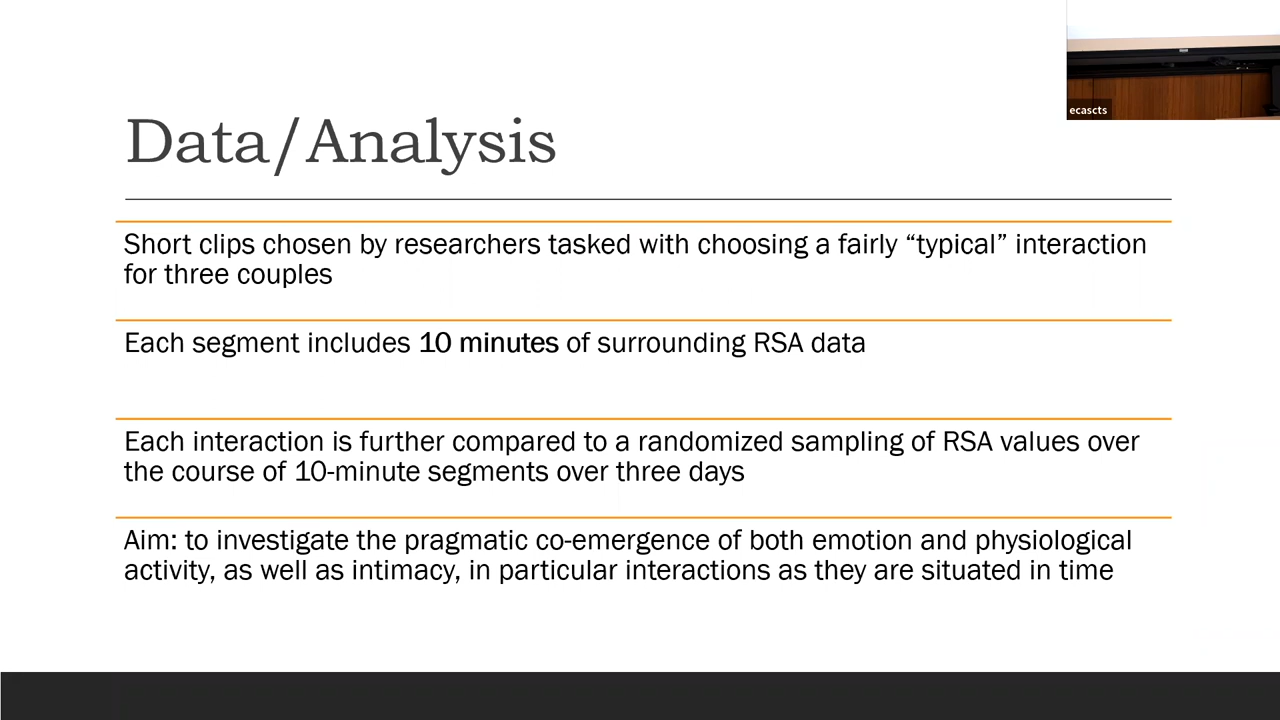 ecascts
Data/Analysis
Short clips chosen by researchers tasked with choosing a fairly “typical” interaction
for three couples
Each segment includes 10 minutes of surrounding RSA data
Each interaction is further compared to a randomized sampling of RSA values over
the course of 10-minute segments over three days
Aim: to investigate the pragmatic co-emergence of both emotion and physiological
activity, as well as intimacy, in particular interactions as they are situated in time